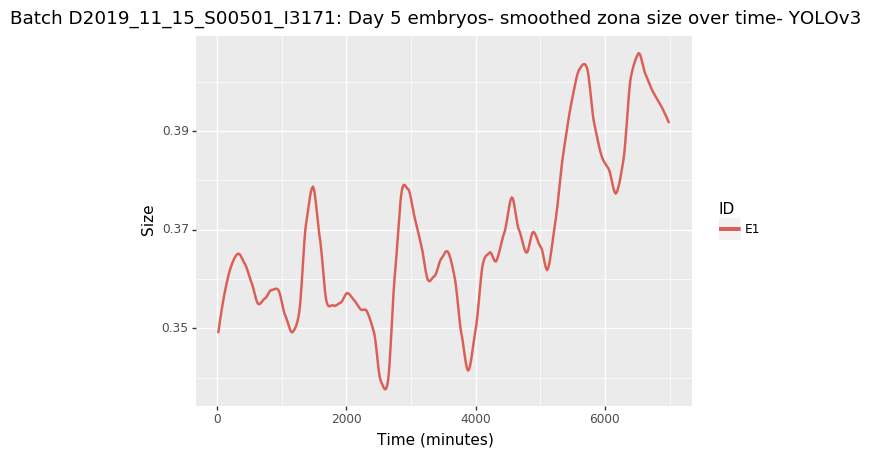 Batch D2019_11_15_S00501_I3171: Day 5 embryos- smoothed zona size over time- YOLOv3
0.39
0.37
0.35
Size
0
2000
4000
6000
Time (minutes)
ID
E1